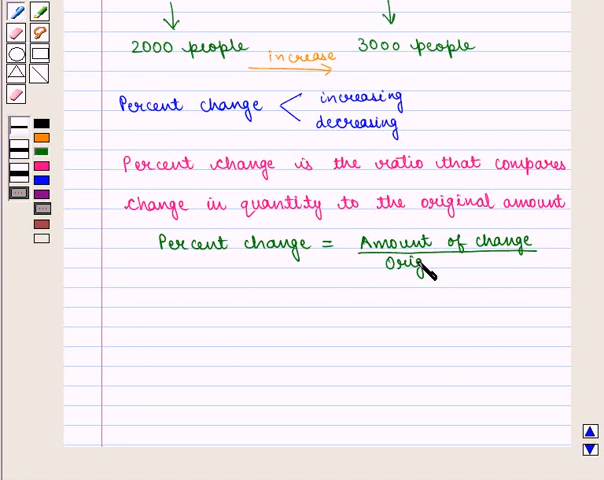 2000 people increase 3000 people
Percent change increasing
decreasing
Percent change is the ratio that compares
change in quantity to the original amount
Percent change = Amount of change
Orig